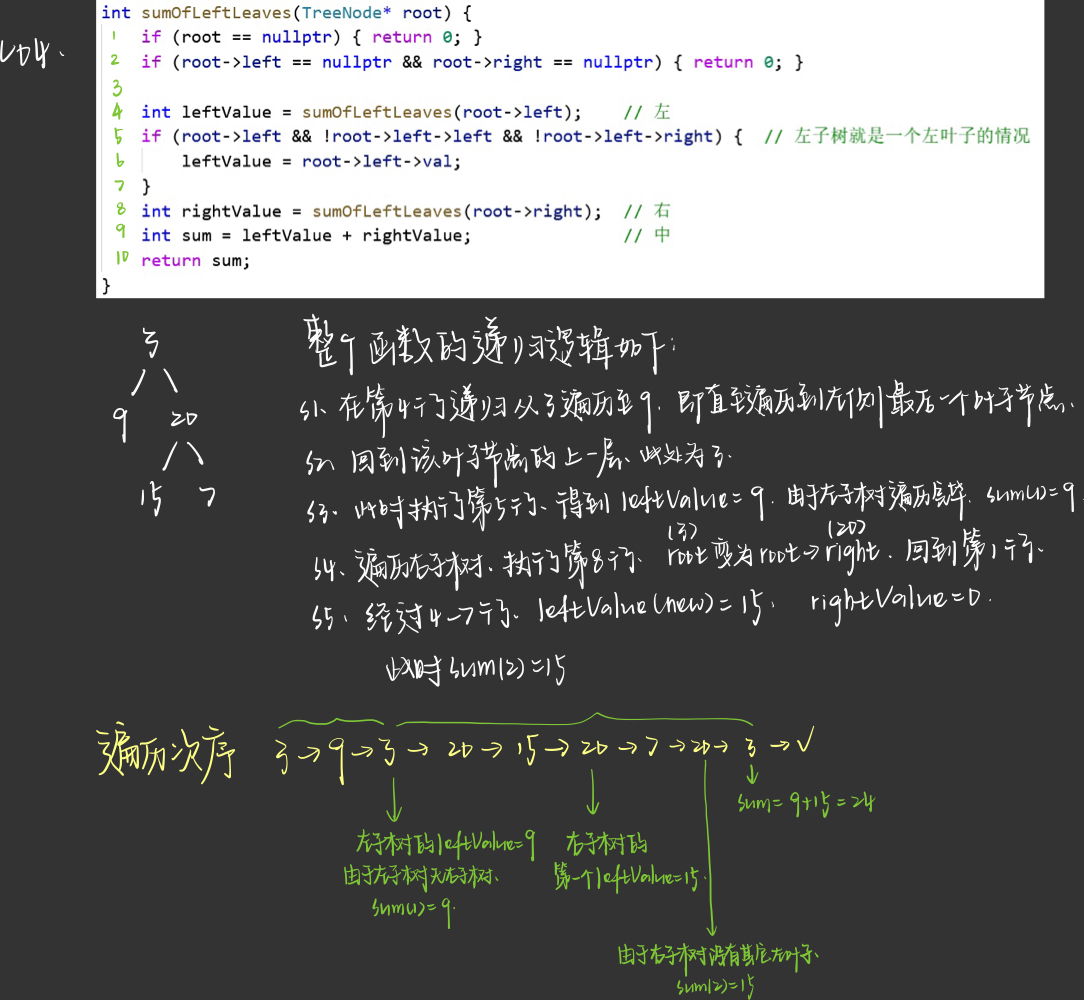 404.
int sumOfLeftLeaves(TreeNode* root) {
1 if (root == nullptr) { return 0; }
2 if (root->left == nullptr && root->right == nullptr) { return 0; }
3
4 int leftValue = sumOfLeftLeaves(root->left);    // 左
5 if (root->left && !root->left->left && !root->left->right) {  // 左子树就是一个左叶子的情况
6     leftValue = root->left->val;
7 }
8 int rightValue = sumOfLeftLeaves(root->right);  // 右
9 int sum = leftValue + rightValue;               // 中
10 return sum;
}
3
9 20
15 7
整个函数的递归逻辑如下:
S1、在第4行递归从3遍历至9,即直至遍历到左侧最后一个叶子节点、
S2、回到该叶子节点的上一层、此处为3.
S3、此时执行第5行、得到leftValue=9,由于左子树遍历完毕,sum(1)=9
(3) (20)
S4、遍历右子树、执行第8行、root变为root→right,回到第1行、
S5、经过4→7行、leftValue(new)=15, rightValue=0.
此时sum(2)=15
遍历次序 3→9→3→20→15→20→7→20→3→√
sum=9+15=24
左子树的leftValue=9
由于左子树无右子树、
sum(1)=9.
右子树的
第一个leftValue=15.
由于右子树没有其它左叶子、
sum(2)=15